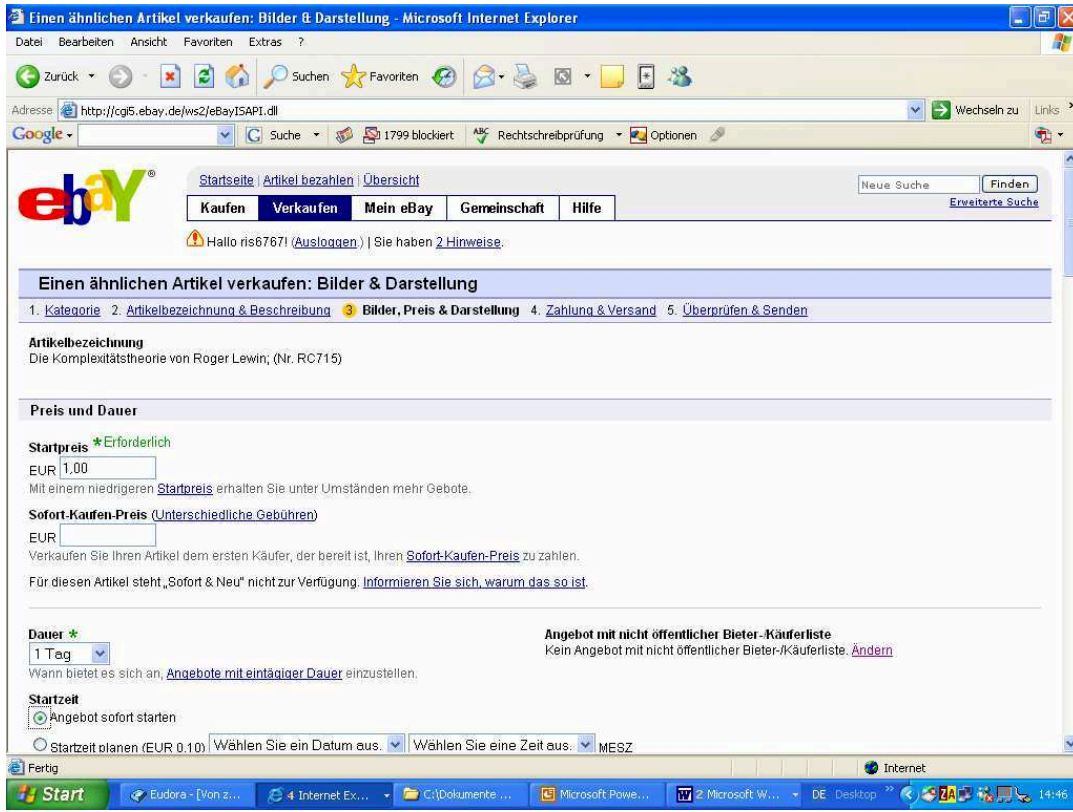 Einen ähnlichen Artikel verkaufen: Bilder & Darstellung - Microsoft Internet Explorer
Datei Bearbeiten Ansicht Favoriten Extras ?
Zurück Suchen Favoriten
Adresse http://cgi5.ebay.de/ws2/eBayISAPI.dll Wechseln zu Links
Google Suche 1799 blockiert ABC Rechtschreibprüfung Optionen
ebaY® Startseite | Artikel bezahlen | Übersicht Neue Suche Finden
Kaufen Verkaufen Mein eBay Gemeinschaft Hilfe Erweiterte Suche
Hallo ris6767! (Ausloggen.) | Sie haben 2 Hinweise.
Einen ähnlichen Artikel verkaufen: Bilder & Darstellung
1. Kategorie 2. Artikelbezeichnung & Beschreibung 3 Bilder, Preis & Darstellung 4. Zahlung & Versand 5. Überprüfen & Senden
Artikelbezeichnung
Die Komplexitätstheorie von Roger Lewin; (Nr. RC715)
Preis und Dauer
Startpreis *Erforderlich
EUR 1,00
Mit einem niedrigeren Startpreis erhalten Sie unter Umständen mehr Gebote.
Sofort-Kaufen-Preis (Unterschiedliche Gebühren)
EUR
Verkaufen Sie Ihren Artikel dem ersten Käufer, der bereit ist, Ihren Sofort-Kaufen-Preis zu zahlen.
Für diesen Artikel steht „Sofort & Neu" nicht zur Verfügung. Informieren Sie sich, warum das so ist.
Dauer * Angebot mit nicht öffentlicher Bieter-/Käuferliste
1 Tag Kein Angebot mit nicht öffentlicher Bieter-/Käuferliste. Ändern
Wann bietet es sich an, Angebote mit eintägiger Dauer einzustellen.
Startzeit
Angebot sofort starten
Startzeit planen (EUR 0,10) Wählen Sie ein Datum aus. Wählen Sie eine Zeit aus. MESZ
Fertig Internet
Start Eudora - [Von z... 4 Internet Ex... C:\Dokumente ... Microsoft Powe... 2 Microsoft W... DE Desktop » ZA 14:46